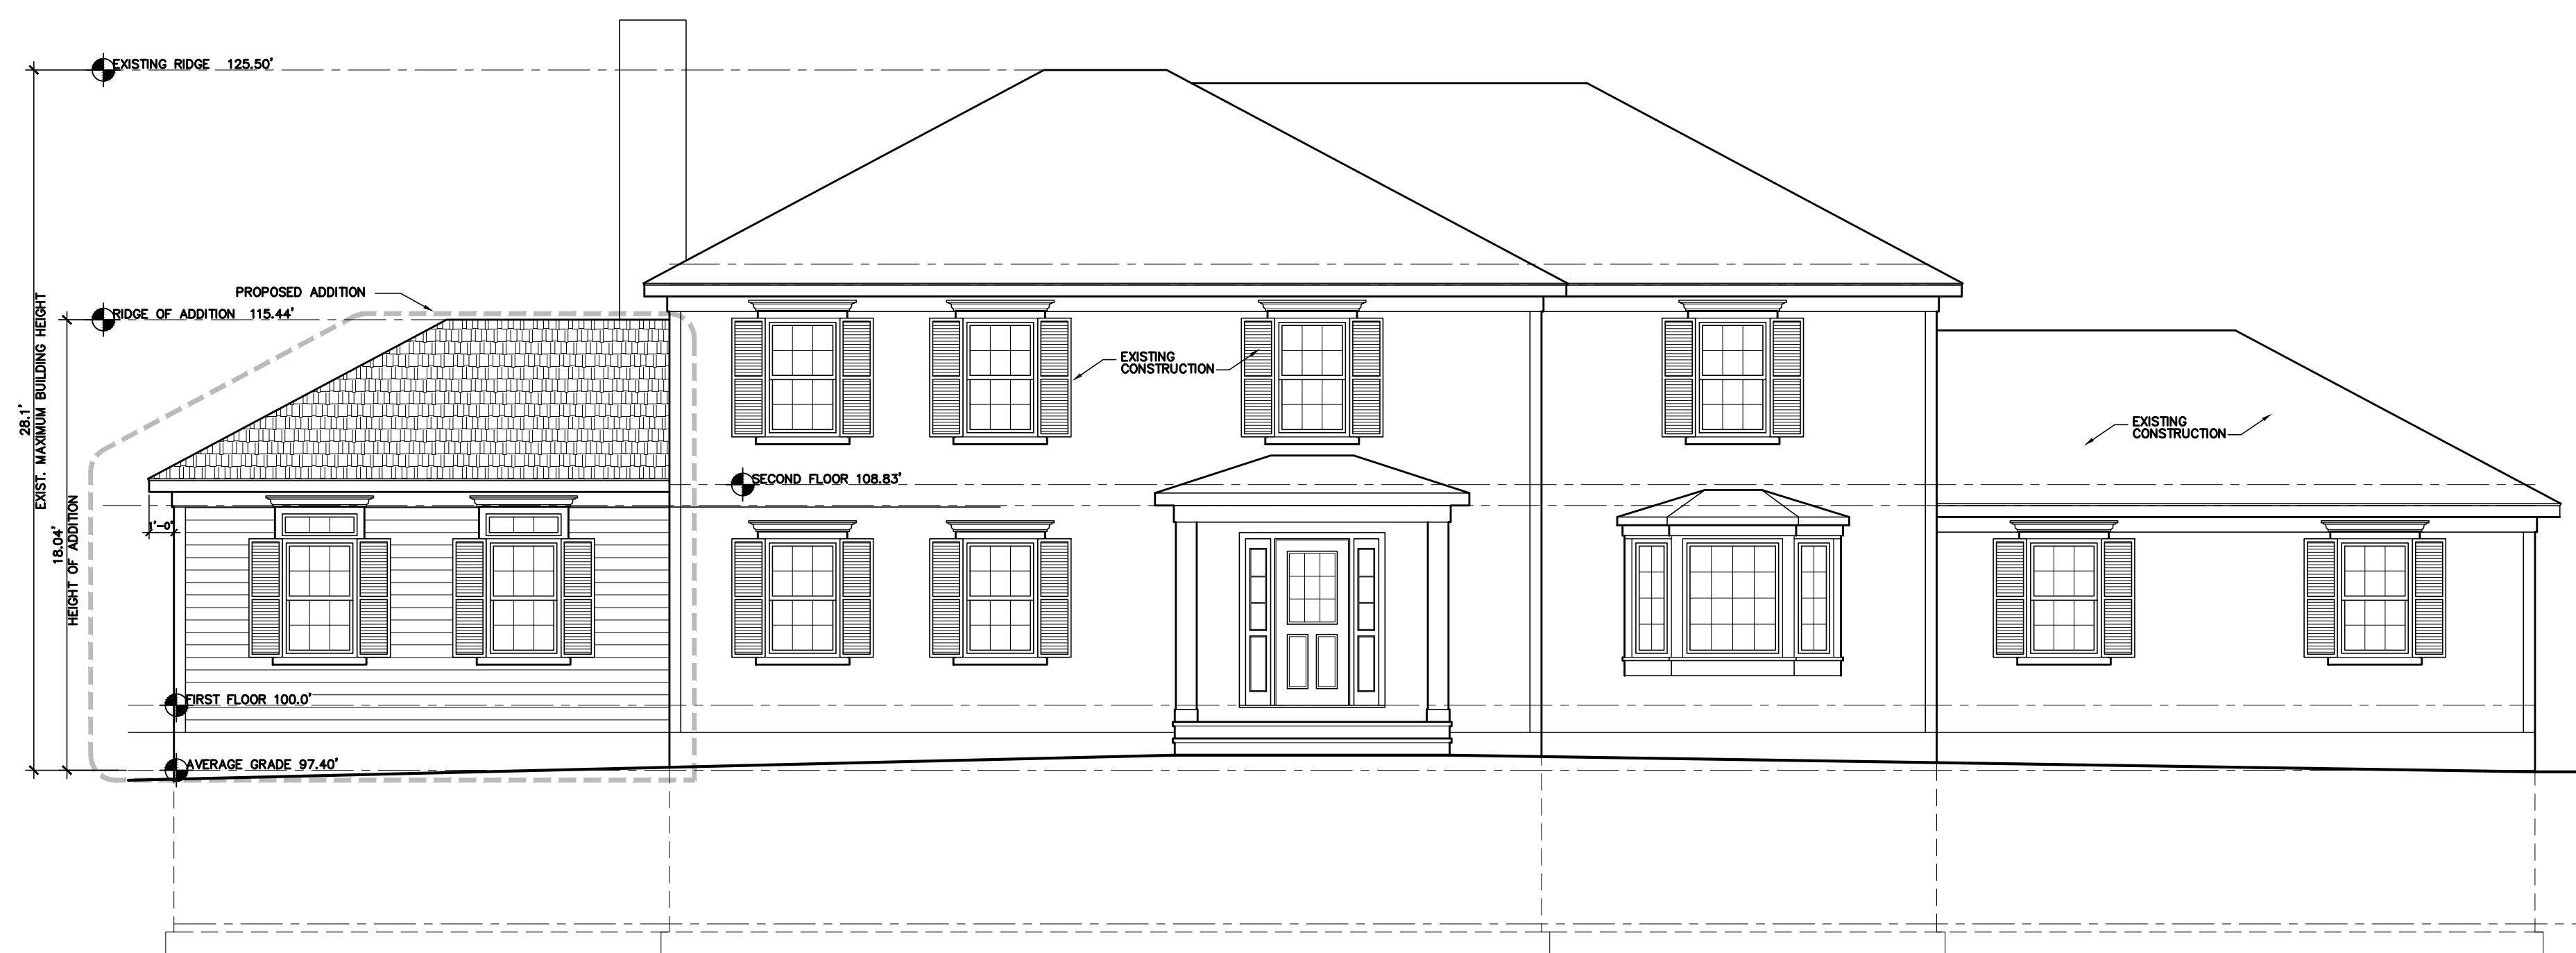 EXISTING RIDGE 125.50'
28.1'
EXIST. MAXIMUM BUILDING HEIGHT
PROPOSED ADDITION
RIDGE OF ADDITION 115.44'
18.04'
HEIGHT OF ADDITION
1'-0"
EXISTING
CONSTRUCTION
EXISTING
CONSTRUCTION
SECOND FLOOR 108.83'
FIRST FLOOR 100.0'
AVERAGE GRADE 97.40'